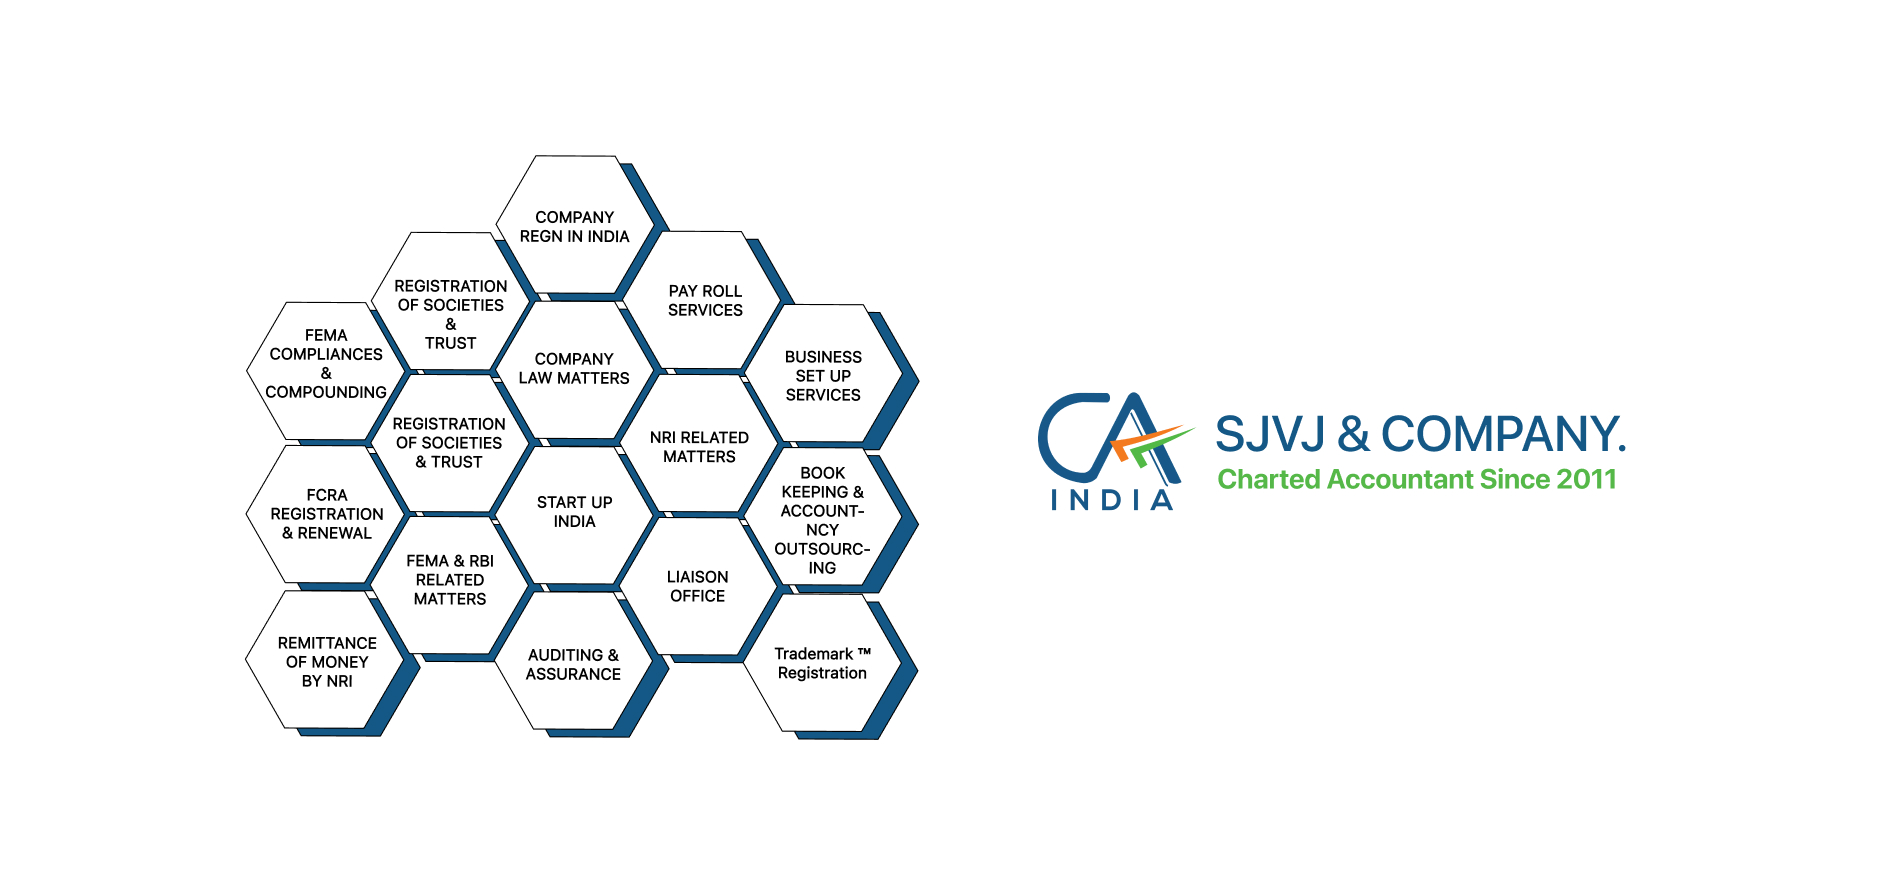 COMPANY
REGN IN INDIA
REGISTRATION
OF SOCIETIES
&
TRUST
PAY ROLL
SERVICES
FEMA
COMPLIANCES
&
COMPOUNDING
COMPANY
LAW MATTERS
BUSINESS
SET UP
SERVICES
REGISTRATION
OF SOCIETIES
& TRUST
NRI RELATED
MATTERS
FCRA
REGISTRATION
& RENEWAL
START UP
INDIA
BOOK
KEEPING &
ACCOUNT-
NCY
OUTSOURC-
ING
FEMA & RBI
RELATED
MATTERS
LIAISON
OFFICE
REMITTANCE
OF MONEY
BY NRI
AUDITING &
ASSURANCE
Trademark ™
Registration
CA
INDIA
SJVJ & COMPANY.
Charted Accountant Since 2011